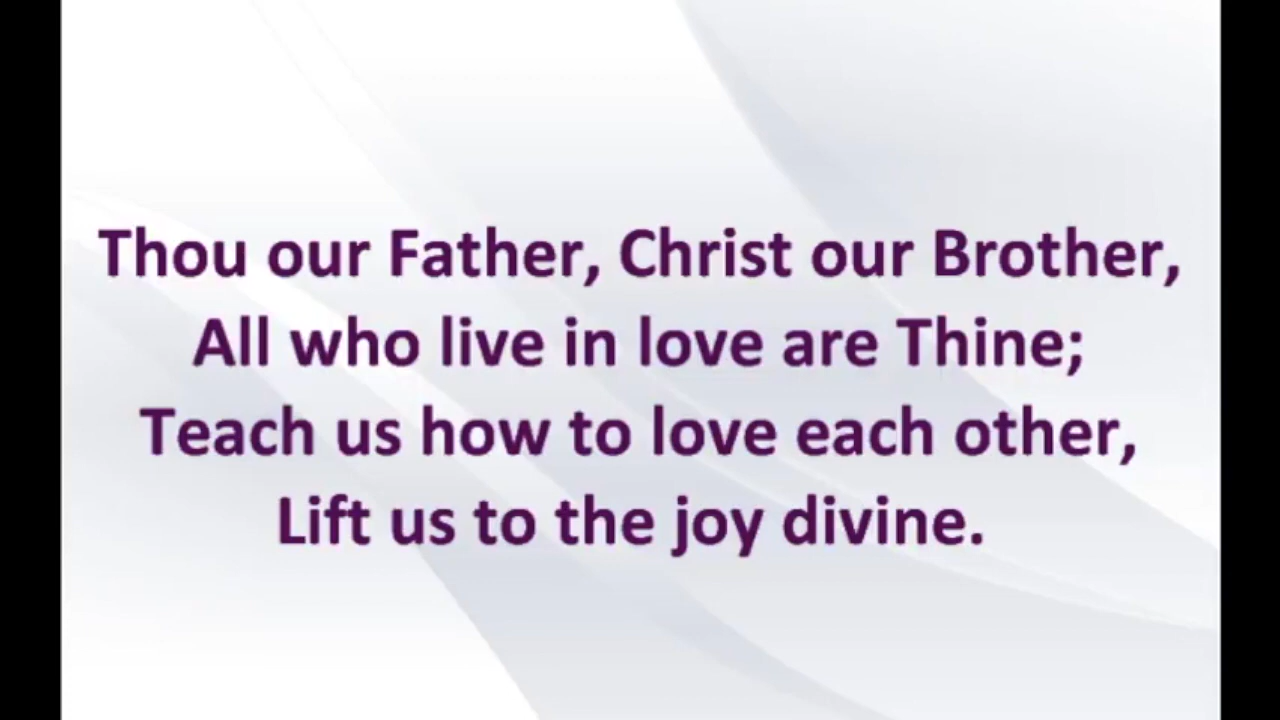 Thou our Father, Christ our Brother,
All who live in love are Thine;
Teach us how to love each other,
Lift us to the joy divine.